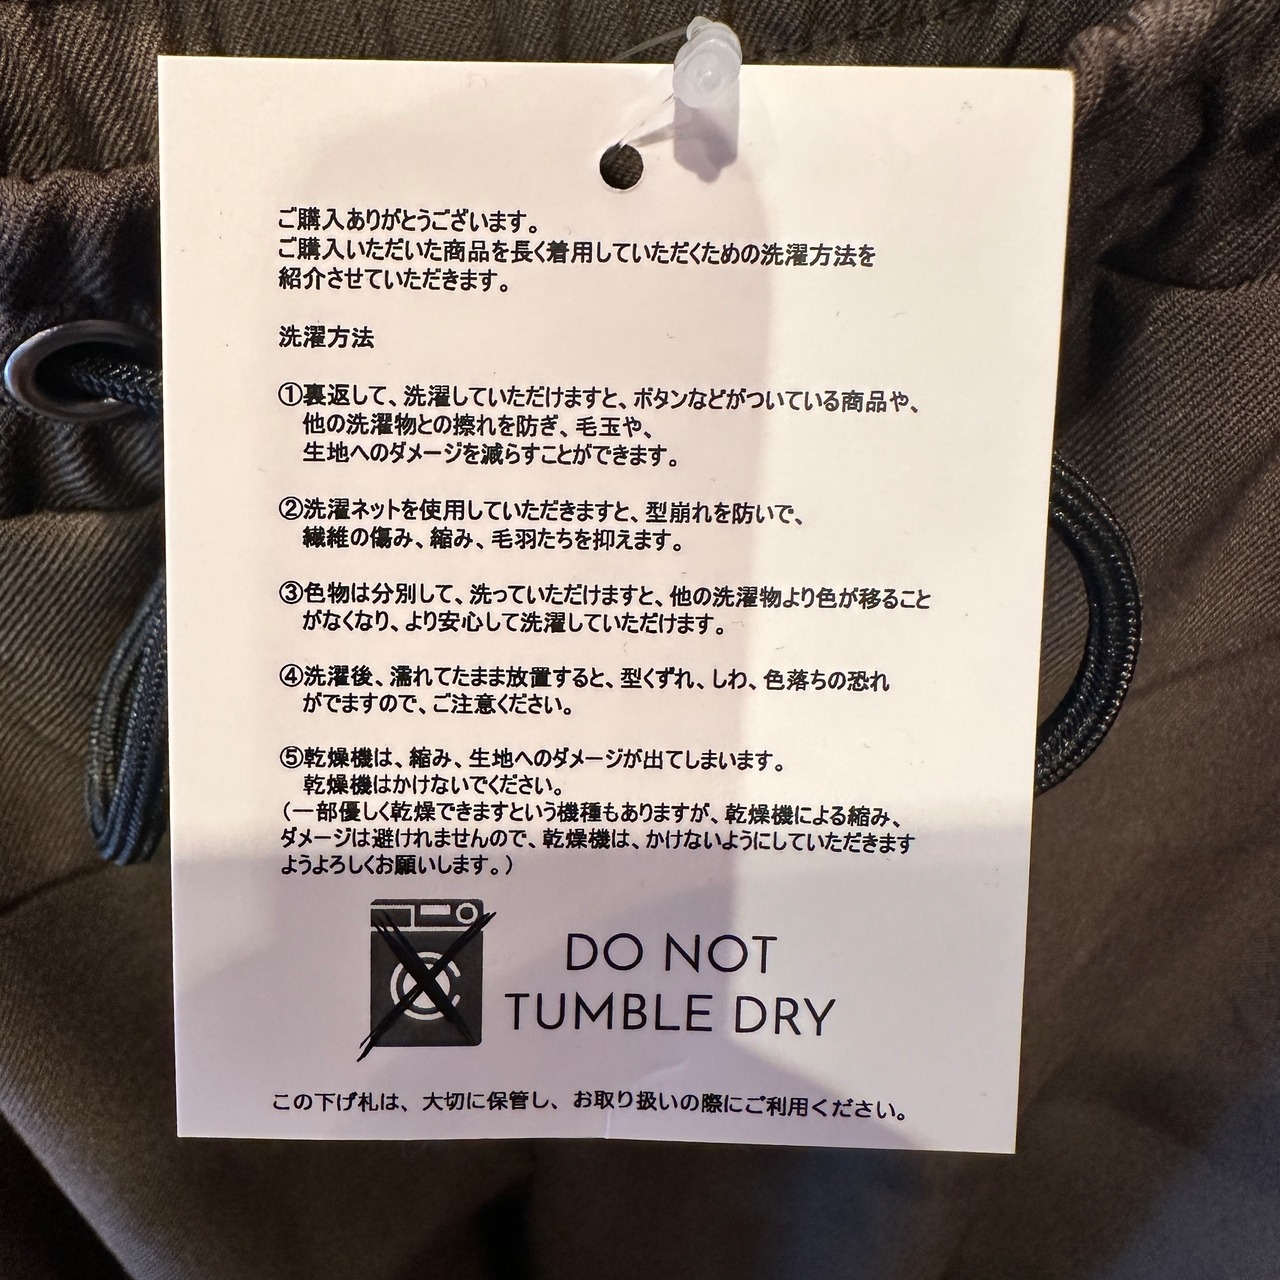 ご購入ありがとうございます。
ご購入いただいた商品を長く着用していただくための洗濯方法を
紹介させていただきます。
洗濯方法
①裏返して、洗濯していただけますと、ボタンなどがついている商品や、
他の洗濯物との擦れを防ぎ、毛玉や、
生地へのダメージを減らすことができます。
②洗濯ネットを使用していただきますと、型崩れを防いで、
繊維の傷み、縮み、毛羽たちを抑えます。
③色物は分別して、洗っていただけますと、他の洗濯物より色が移ること
がなくなり、より安心して洗濯していただけます。
④洗濯後、濡れてたまま放置すると、型くずれ、しわ、色落ちの恐れ
がでますので、ご注意ください。
⑤乾燥機は、縮み、生地へのダメージが出てしまいます。
乾燥機はかけないでください。
（一部優しく乾燥できますという機種もありますが、乾燥機による縮み、
ダメージは避けれませんので、乾燥機は、かけないようにしていただきます
ようよろしくお願いします。）
DO NOT
TUMBLE DRY
この下げ札は、大切に保管し、お取り扱いの際にご利用ください。